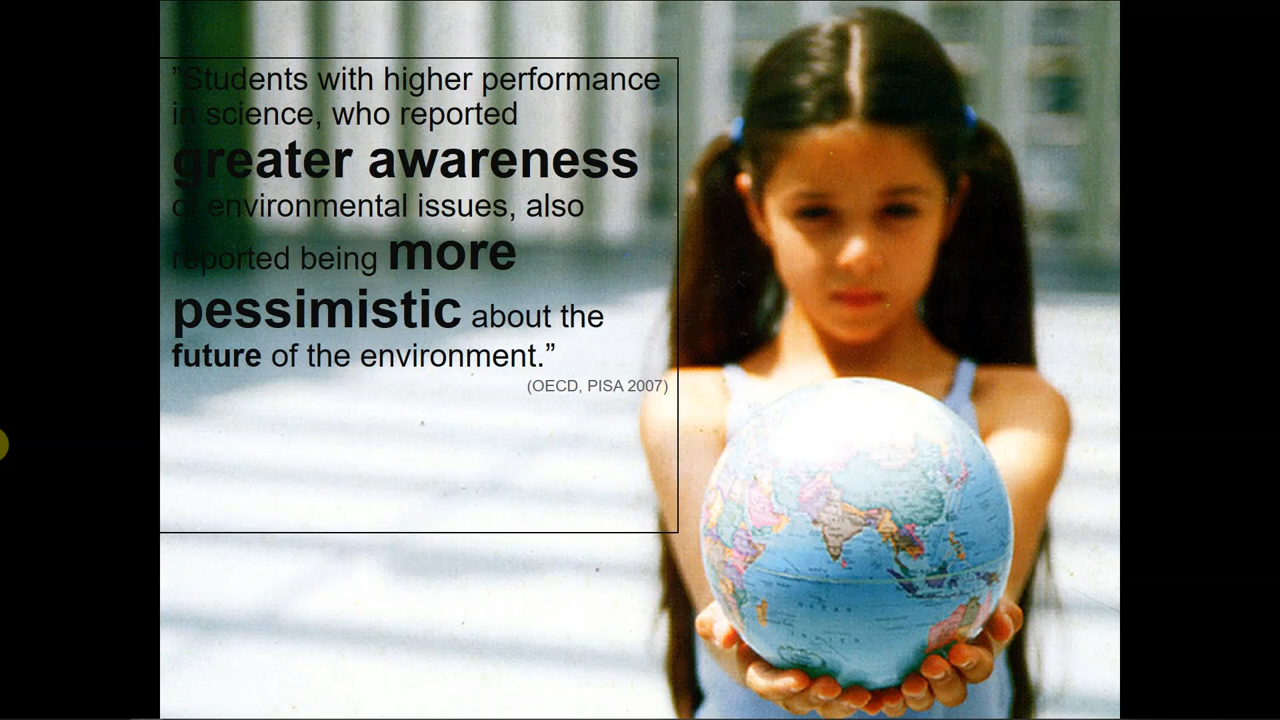 ”Students with higher performance
in science, who reported
greater awareness
of environmental issues, also
reported being more
pessimistic about the
future of the environment.”
(OECD, PISA 2007)